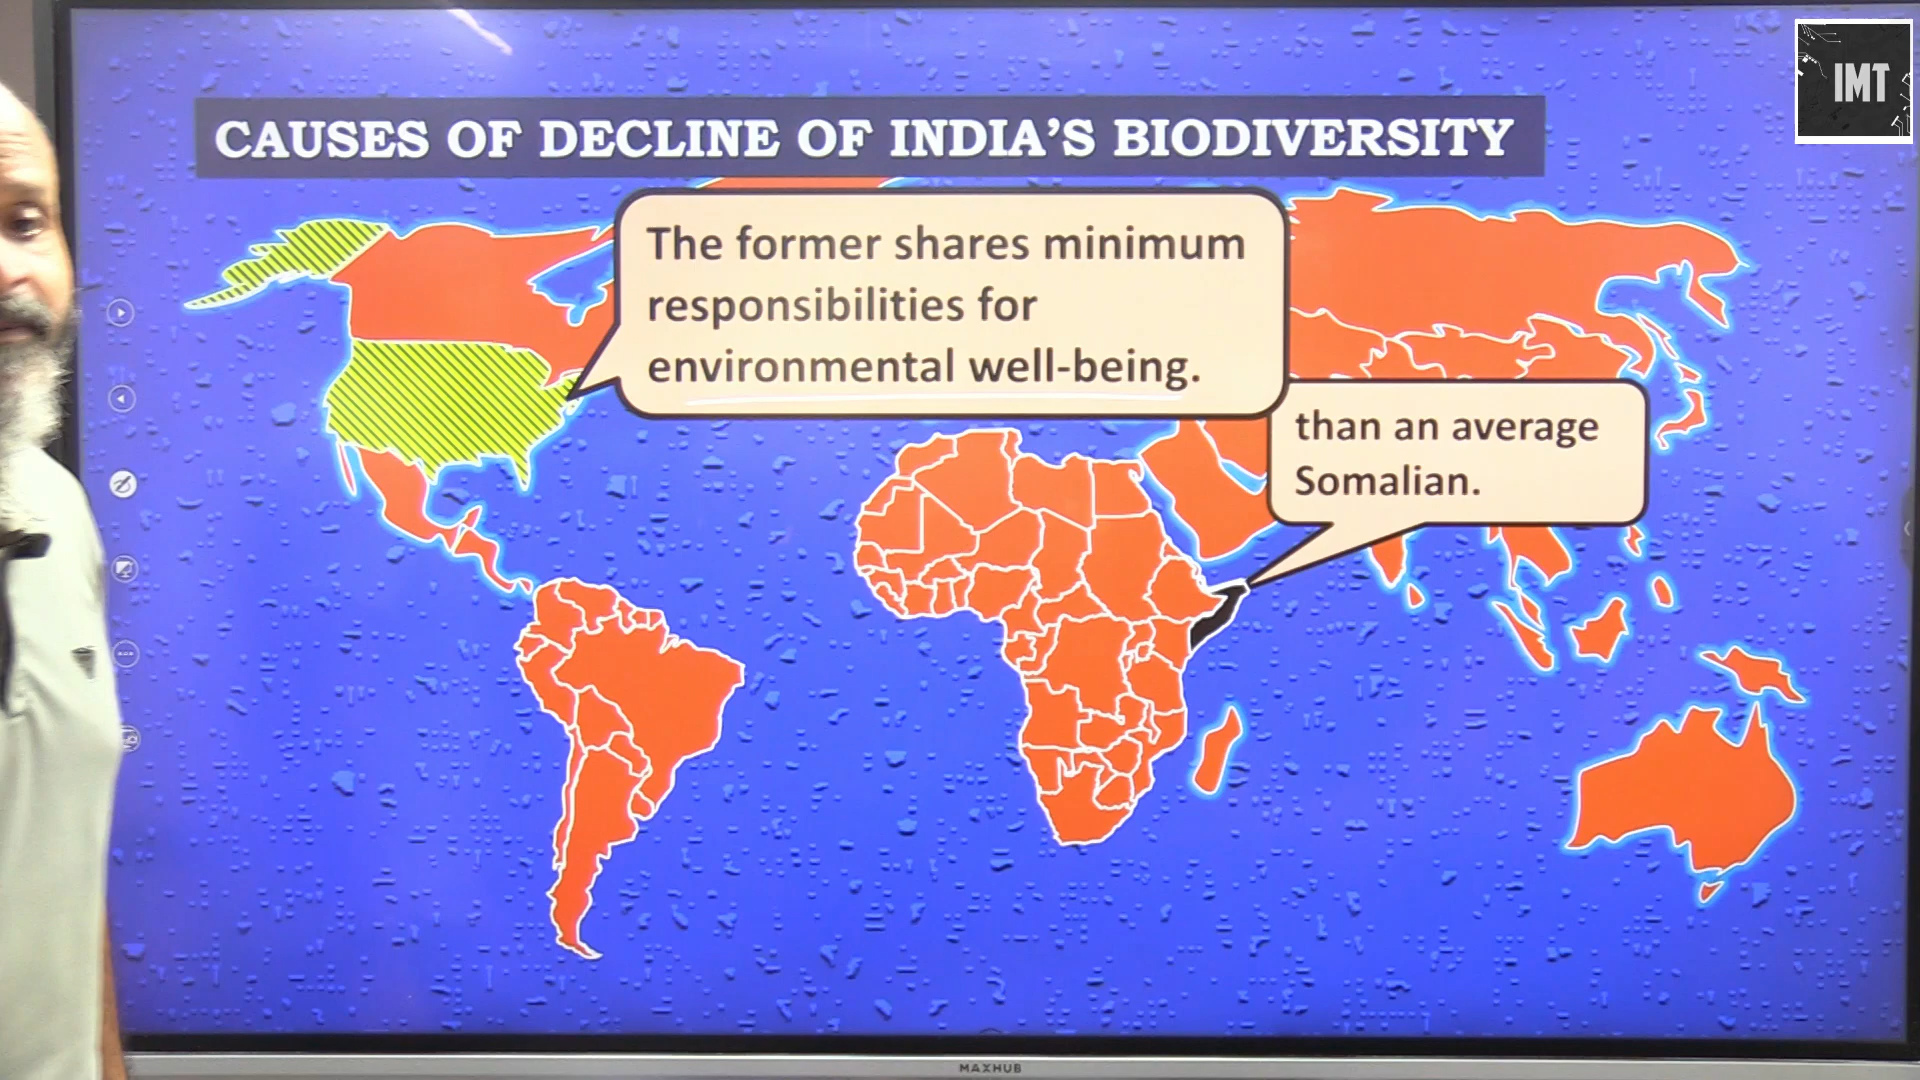 IMT
CAUSES OF DECLINE OF INDIA'S BIODIVERSITY
The former shares minimum
responsibilities for
environmental well-being.
than an average
Somalian.
MAXHUB